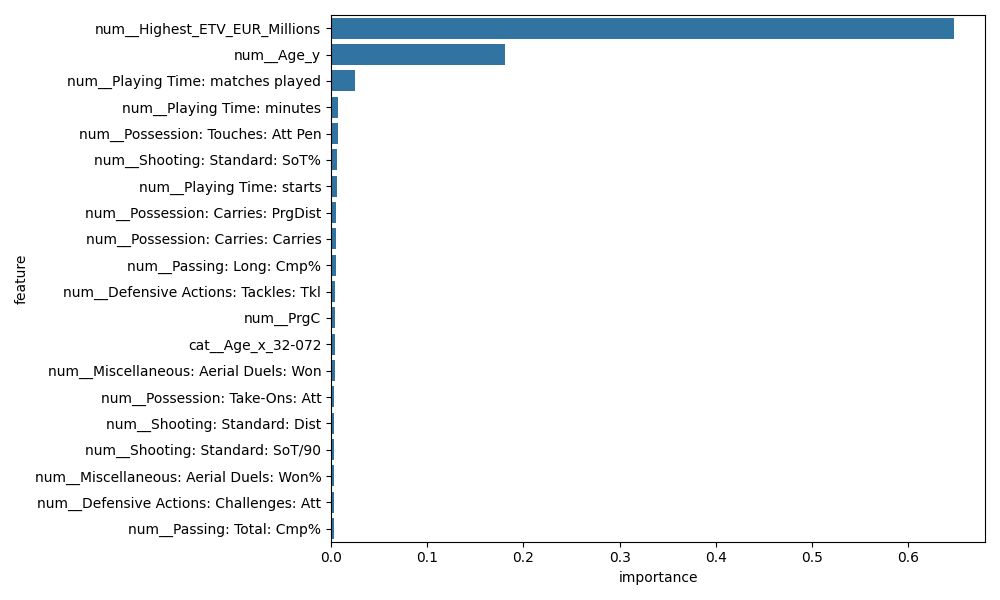 num__Highest_ETV_EUR_Millions
num__Age_y
num__Playing Time: matches played
num__Playing Time: minutes
num__Possession: Touches: Att Pen
num__Shooting: Standard: SoT%
num__Playing Time: starts
num__Possession: Carries: PrgDist
num__Possession: Carries: Carries
num__Passing: Long: Cmp%
num__Defensive Actions: Tackles: Tkl
num__PrgC
cat__Age_x_32-072
num__Miscellaneous: Aerial Duels: Won
num__Possession: Take-Ons: Att
num__Shooting: Standard: Dist
num__Shooting: Standard: SoT/90
num__Miscellaneous: Aerial Duels: Won%
num__Defensive Actions: Challenges: Att
num__Passing: Total: Cmp%
feature
0.0 0.1 0.2 0.3 0.4 0.5 0.6
importance